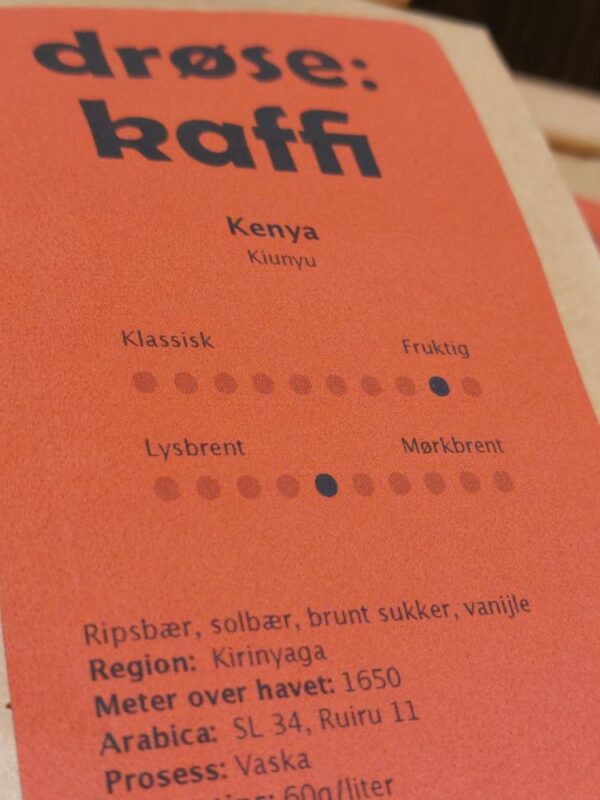 drøse:
kaffi
Kenya
Kiunyu
Klassisk Fruktig
Lysbrent Mørkbrent
Ripsbær, solbær, brunt sukker, vanijle
Region: Kirinyaga
Meter over havet: 1650
Arabica: SL 34, Ruiru 11
Prosess: Vaska
60g/liter